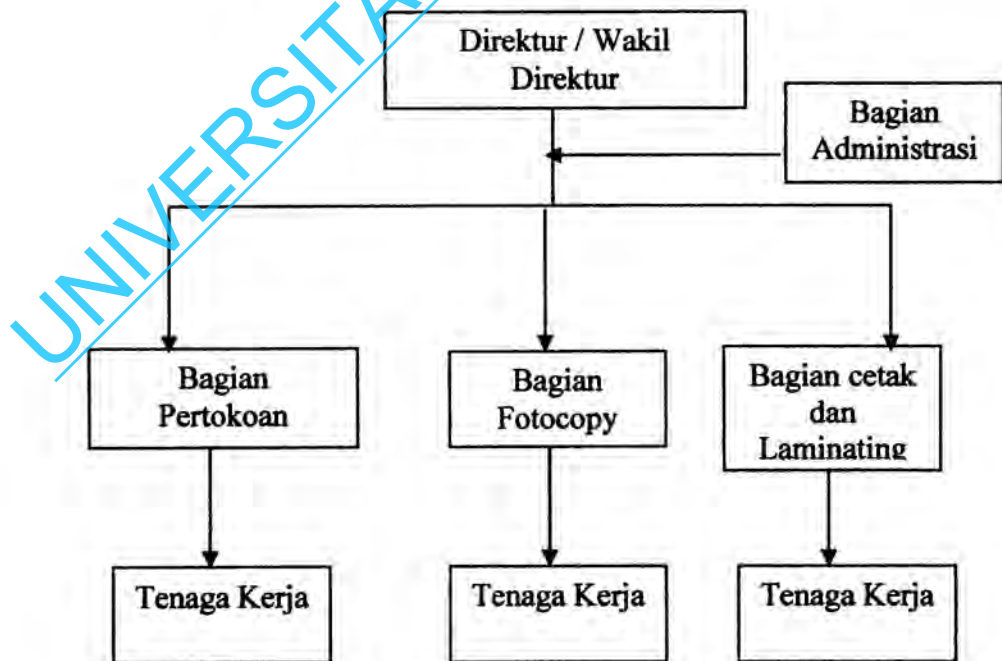 Direktur / Wakil
Direktur
Bagian
Administrasi
UNIVERSITA
Bagian
Pertokoan
Bagian
Fotocopy
Bagian cetak
dan
Laminating
Tenaga Kerja
Tenaga Kerja
Tenaga Kerja